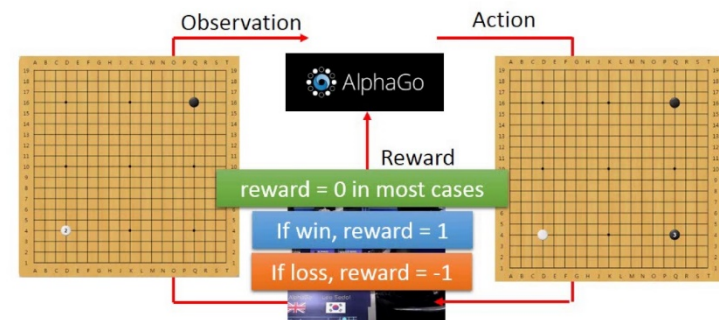 Observation
Action
AlphaGo
Reward
reward = 0 in most cases
If win, reward = 1
If loss, reward = -1
A B C D E F G H J K L M N O P Q R S T
A B C D E F G H J K L M N O P Q R S T